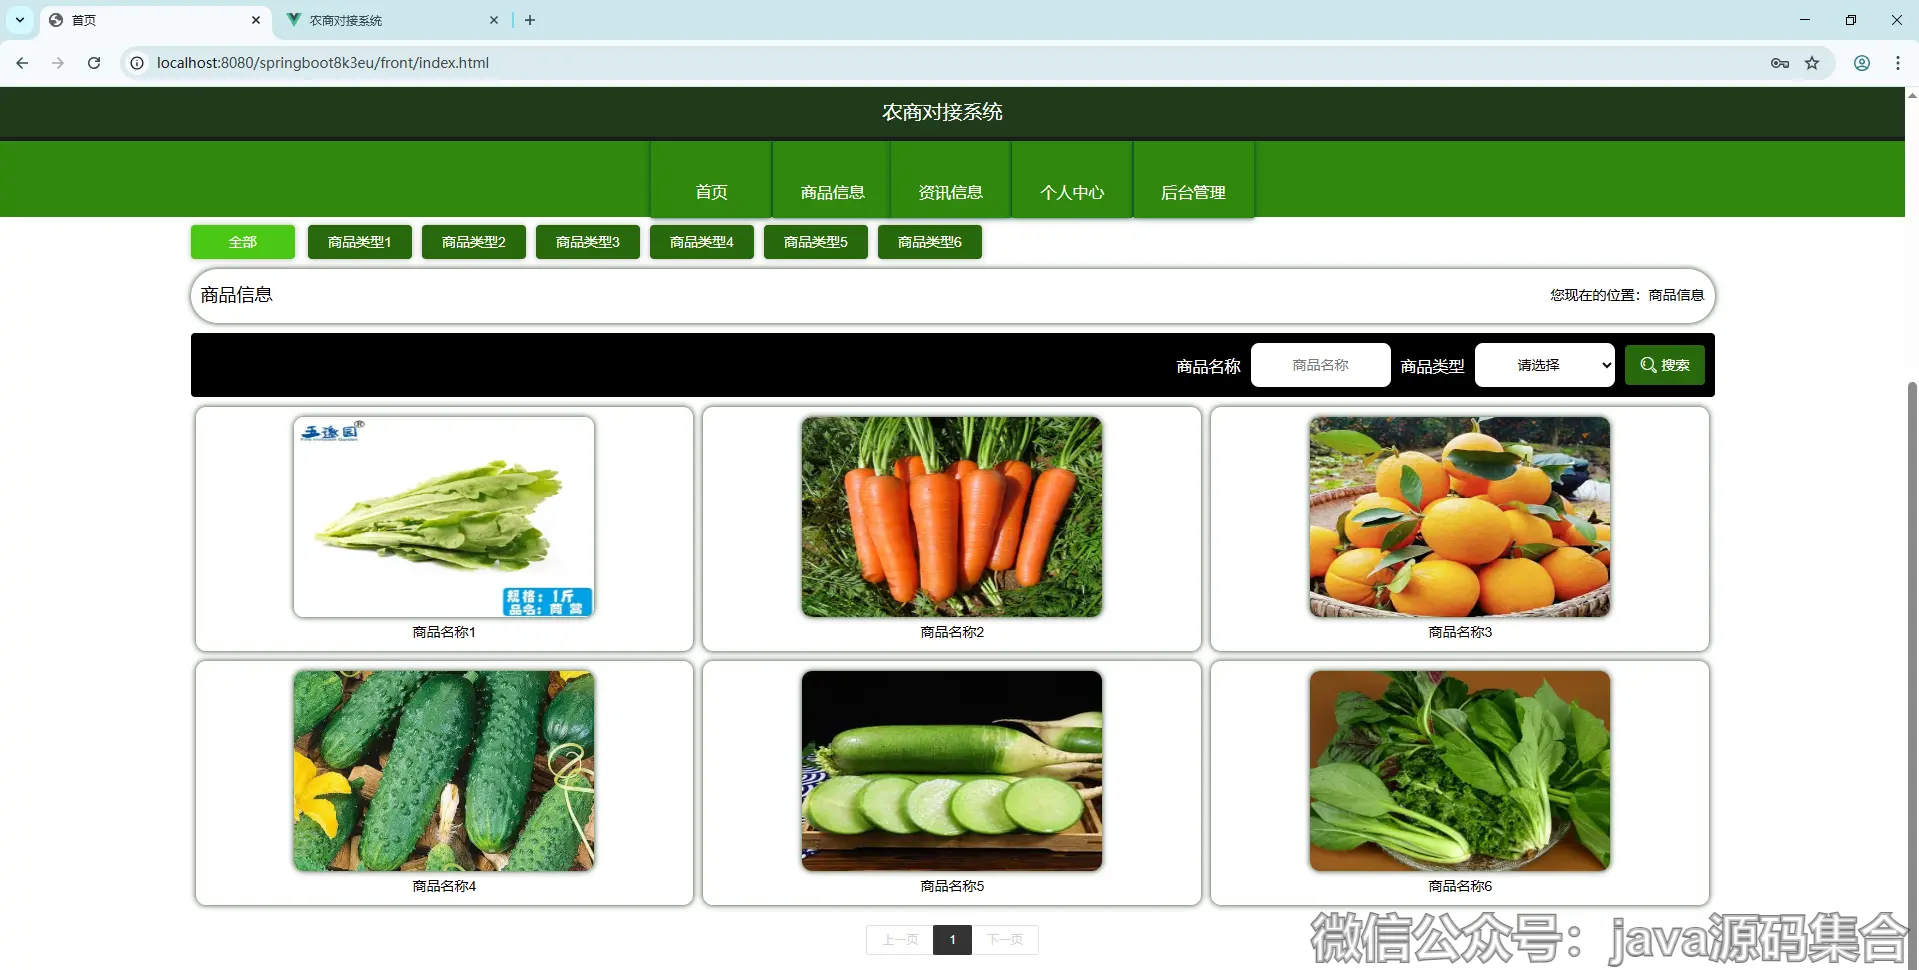 首页
农商对接系统
localhost:8080/springboot8k3eu/front/index.html
农商对接系统
首页
商品信息
资讯信息
个人中心
后台管理
全部
商品类型1
商品类型2
商品类型3
商品类型4
商品类型5
商品类型6
商品信息
您现在的位置：商品信息
商品名称
商品名称
商品类型
请选择
搜索
规格：1斤
品名：茼蒿
商品名称1
商品名称2
商品名称3
商品名称4
商品名称5
商品名称6
上一页
1
下一页
微信公众号：java源码集合